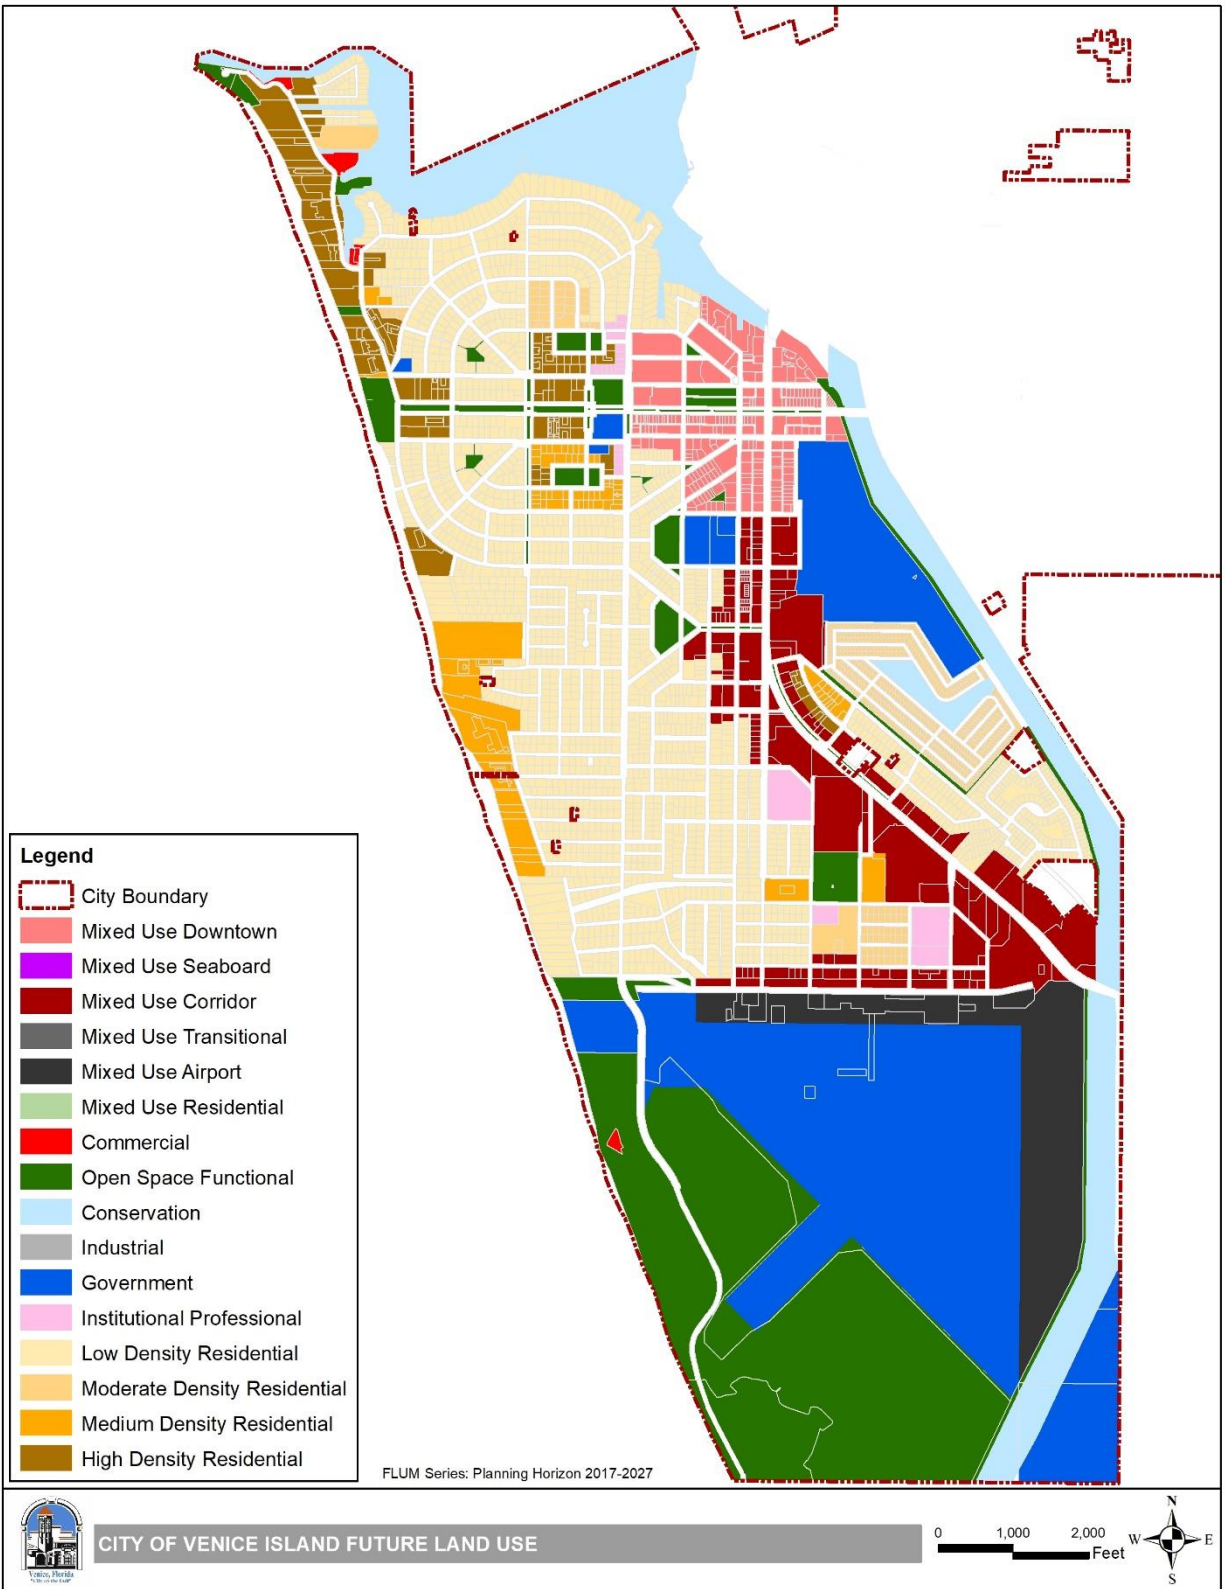 Legend
City Boundary
Mixed Use Downtown
Mixed Use Seaboard
Mixed Use Corridor
Mixed Use Transitional
Mixed Use Airport
Mixed Use Residential
Commercial
Open Space Functional
Conservation
Industrial
Government
Institutional Professional
Low Density Residential
Moderate Density Residential
Medium Density Residential
High Density Residential
FLUM Series: Planning Horizon 2017-2027
Venice, Florida
CITY OF VENICE ISLAND FUTURE LAND USE
0 1,000 2,000
Feet
N
W E
S